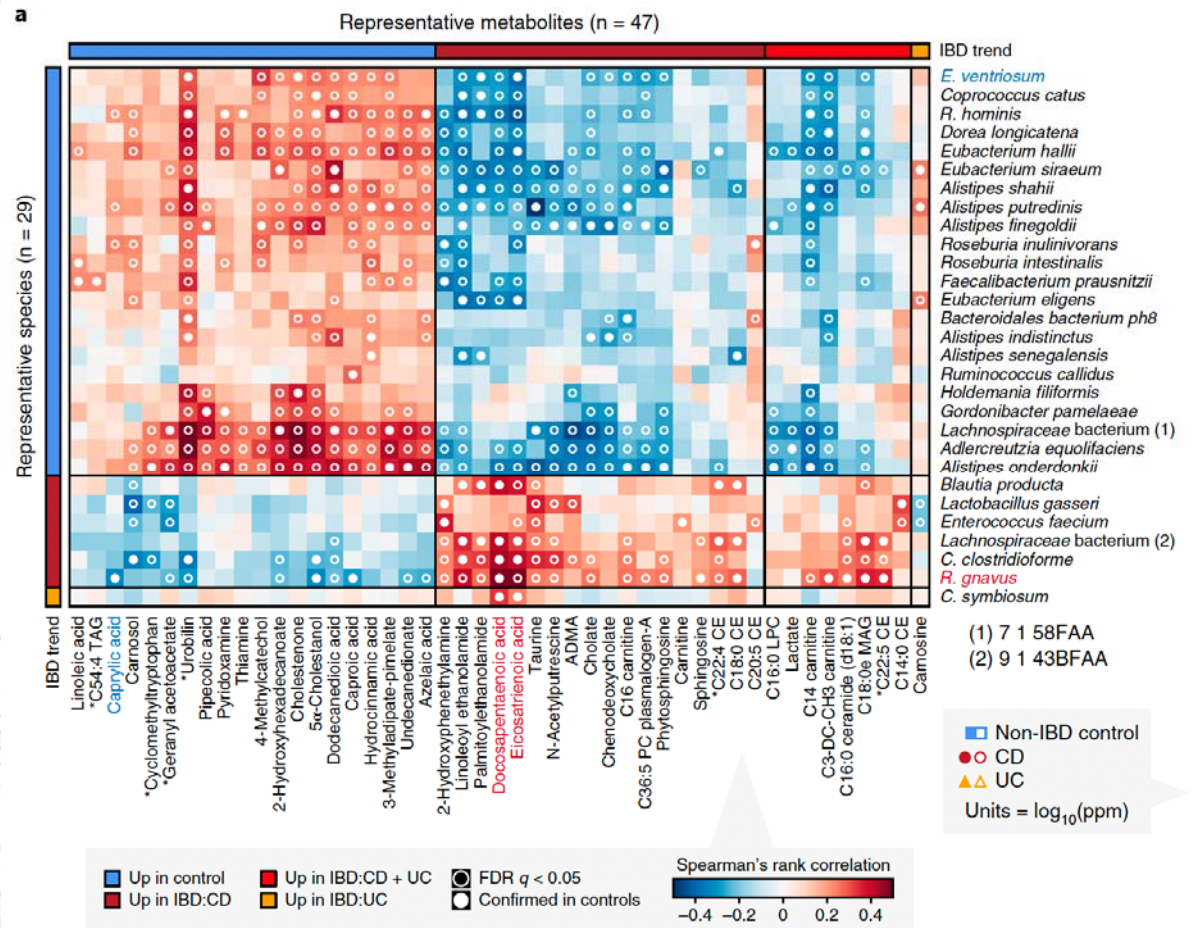 a
Representative metabolites (n = 47)
IBD trend
Representative species (n = 29)
E. ventriosum
Coprococcus catus
R. hominis
Dorea longicatena
Eubacterium hallii
Eubacterium siraeum
Alistipes shahii
Alistipes putredinis
Alistipes finegoldii
Roseburia inulinivorans
Roseburia intestinalis
Faecalibacterium prausnitzii
Eubacterium eligens
Bacteroidales bacterium ph8
Alistipes indistinctus
Alistipes senegalensis
Ruminococcus callidus
Holdemania filiformis
Gordonibacter pamelaeae
Lachnospiraceae bacterium (1)
Adlercreutzia equolifaciens
Alistipes onderdonkii
Blautia producta
Lactobacillus gasseri
Enterococcus faecium
Lachnospiraceae bacterium (2)
C. clostridioforme
R. gnavus
C. symbiosum
IBD trend
Linoleic acid
*C54:4 TAG
Caprylic acid
Carnosol
*Cyclomethyltryptophan
*Geranyl acetoacetate
*Urobilin
Pipecolic acid
Pyridoxamine
Thiamine
4-Methylcatechol
2-Hydroxyhexadecanoate
Cholestenone
5α-Cholestanol
Dodecanedioic acid
Caproic acid
Hydrocinnamic acid
3-Methyladipate-pimelate
Undecanedionate
Azelaic acid
2-Hydroxyphenethylamine
Linoleoyl ethanolamide
Palmitoylethanolamide
Docosapentaenoic acid
Eicosatrienoic acid
Taurine
N-Acetylputrescine
ADMA
Cholate
Chenodeoxycholate
C16 carnitine
C36:5 PC plasmalogen-A
Phytosphingosine
Carnitine
Sphingosine
*C22:4 CE
C18:0 CE
C20:5 CE
C16:0 LPC
Lactate
C14 carnitine
C3-DC-CH3 carnitine
C16:0 ceramide (d18:1)
C18:0e MAG
*C22:5 CE
C14:0 CE
Carnosine
(1) 7 1 58FAA
(2) 9 1 43BFAA
Non-IBD control
CD
UC
Units = log10(ppm)
Up in control
Up in IBD:CD
Up in IBD:CD + UC
Up in IBD:UC
FDR q < 0.05
Confirmed in controls
Spearman's rank correlation
−0.4 −0.2 0 0.2 0.4